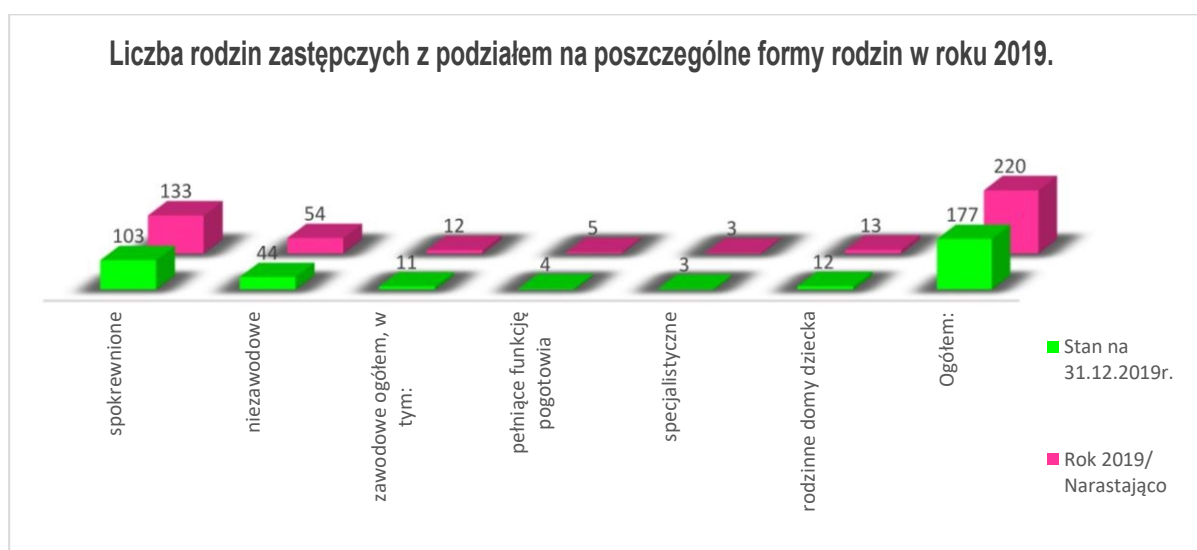 Liczba rodzin zastępczych z podziałem na poszczególne formy rodzin w roku 2019.
133
54
12
5
3
13
220
103
44
11
4
3
12
177
spokrewnione
niezawodowe
zawodowe ogółem, w
tym:
pełniące funkcję
pogotowia
specjalistyczne
rodzinne domy dziecka
Ogółem:
Stan na
31.12.2019r.
Rok 2019/
Narastająco